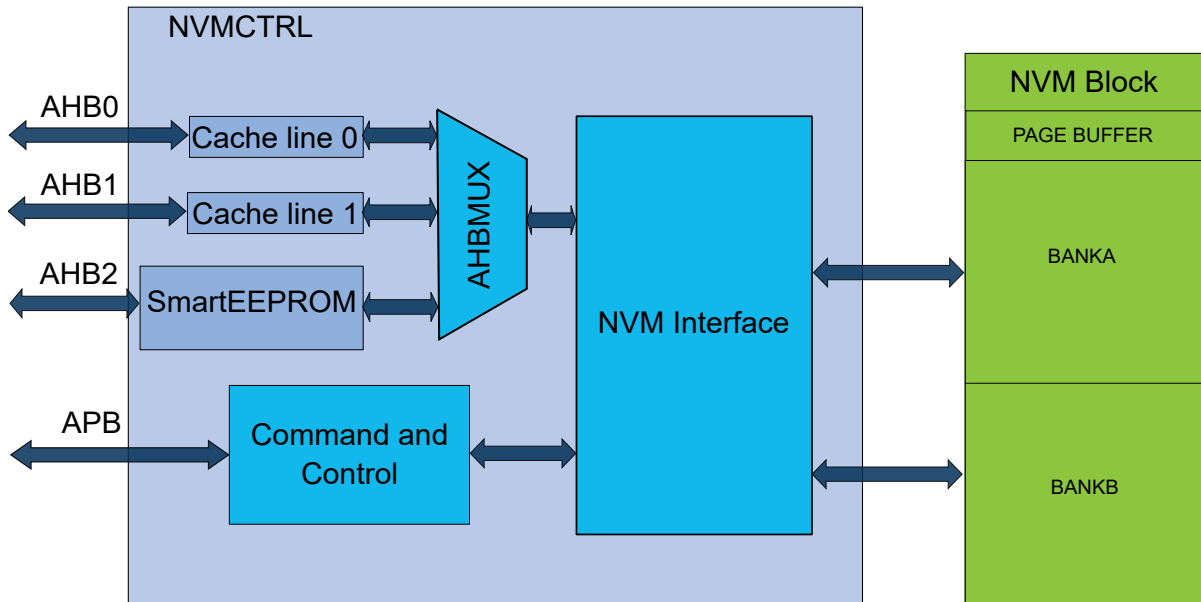 NVMCTRL
NVM Block
PAGE BUFFER
AHB0
Cache line 0
AHB1
Cache line 1
AHB2
SmartEEPROM
AHBMUX
NVM Interface
BANKA
APB
Command and
Control
BANKB